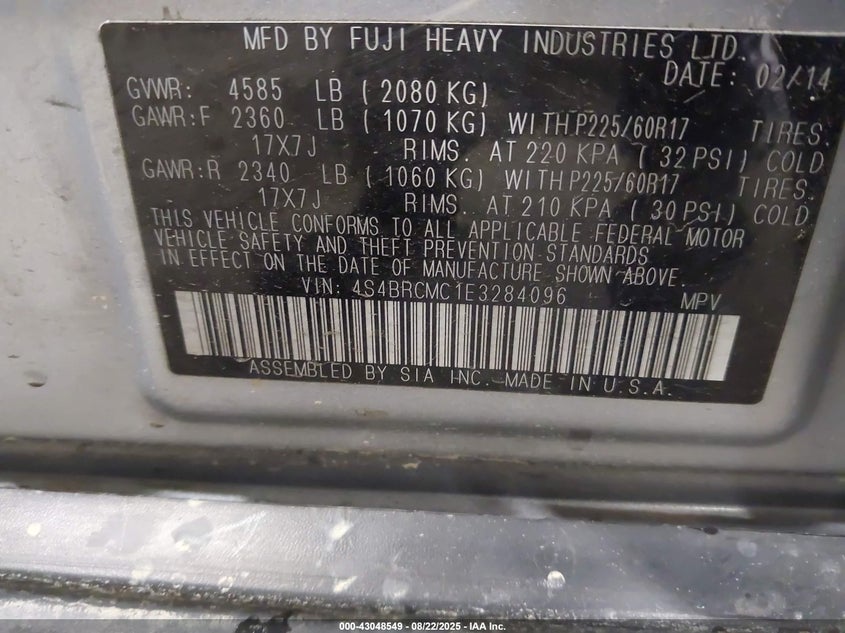 MFD BY FUJI HEAVY INDUSTRIES LTD.
DATE: 02/14
GVWR: 4585 LB (2080 KG)
GAWR:F 2360 LB (1070 KG) WITH P225/60R17 TIRES.
17X7J RIMS. AT 220 KPA (32 PSI) COLD
GAWR:R 2340 LB (1060 KG) WITH P225/60R17 TIRES.
17X7J RIMS. AT 210 KPA (30 PSI) COLD
THIS VEHICLE CONFORMS TO ALL APPLICABLE FEDERAL MOTOR
VEHICLE SAFETY AND THEFT PREVENTION STANDARDS
IN EFFECT ON THE DATE OF MANUFACTURE SHOWN ABOVE.
VIN: 4S4BRCMC1E3284096 MPV
ASSEMBLED BY SIA INC. MADE IN U.S.A.
000-43048549 - 08/22/2025 - IAA Inc.